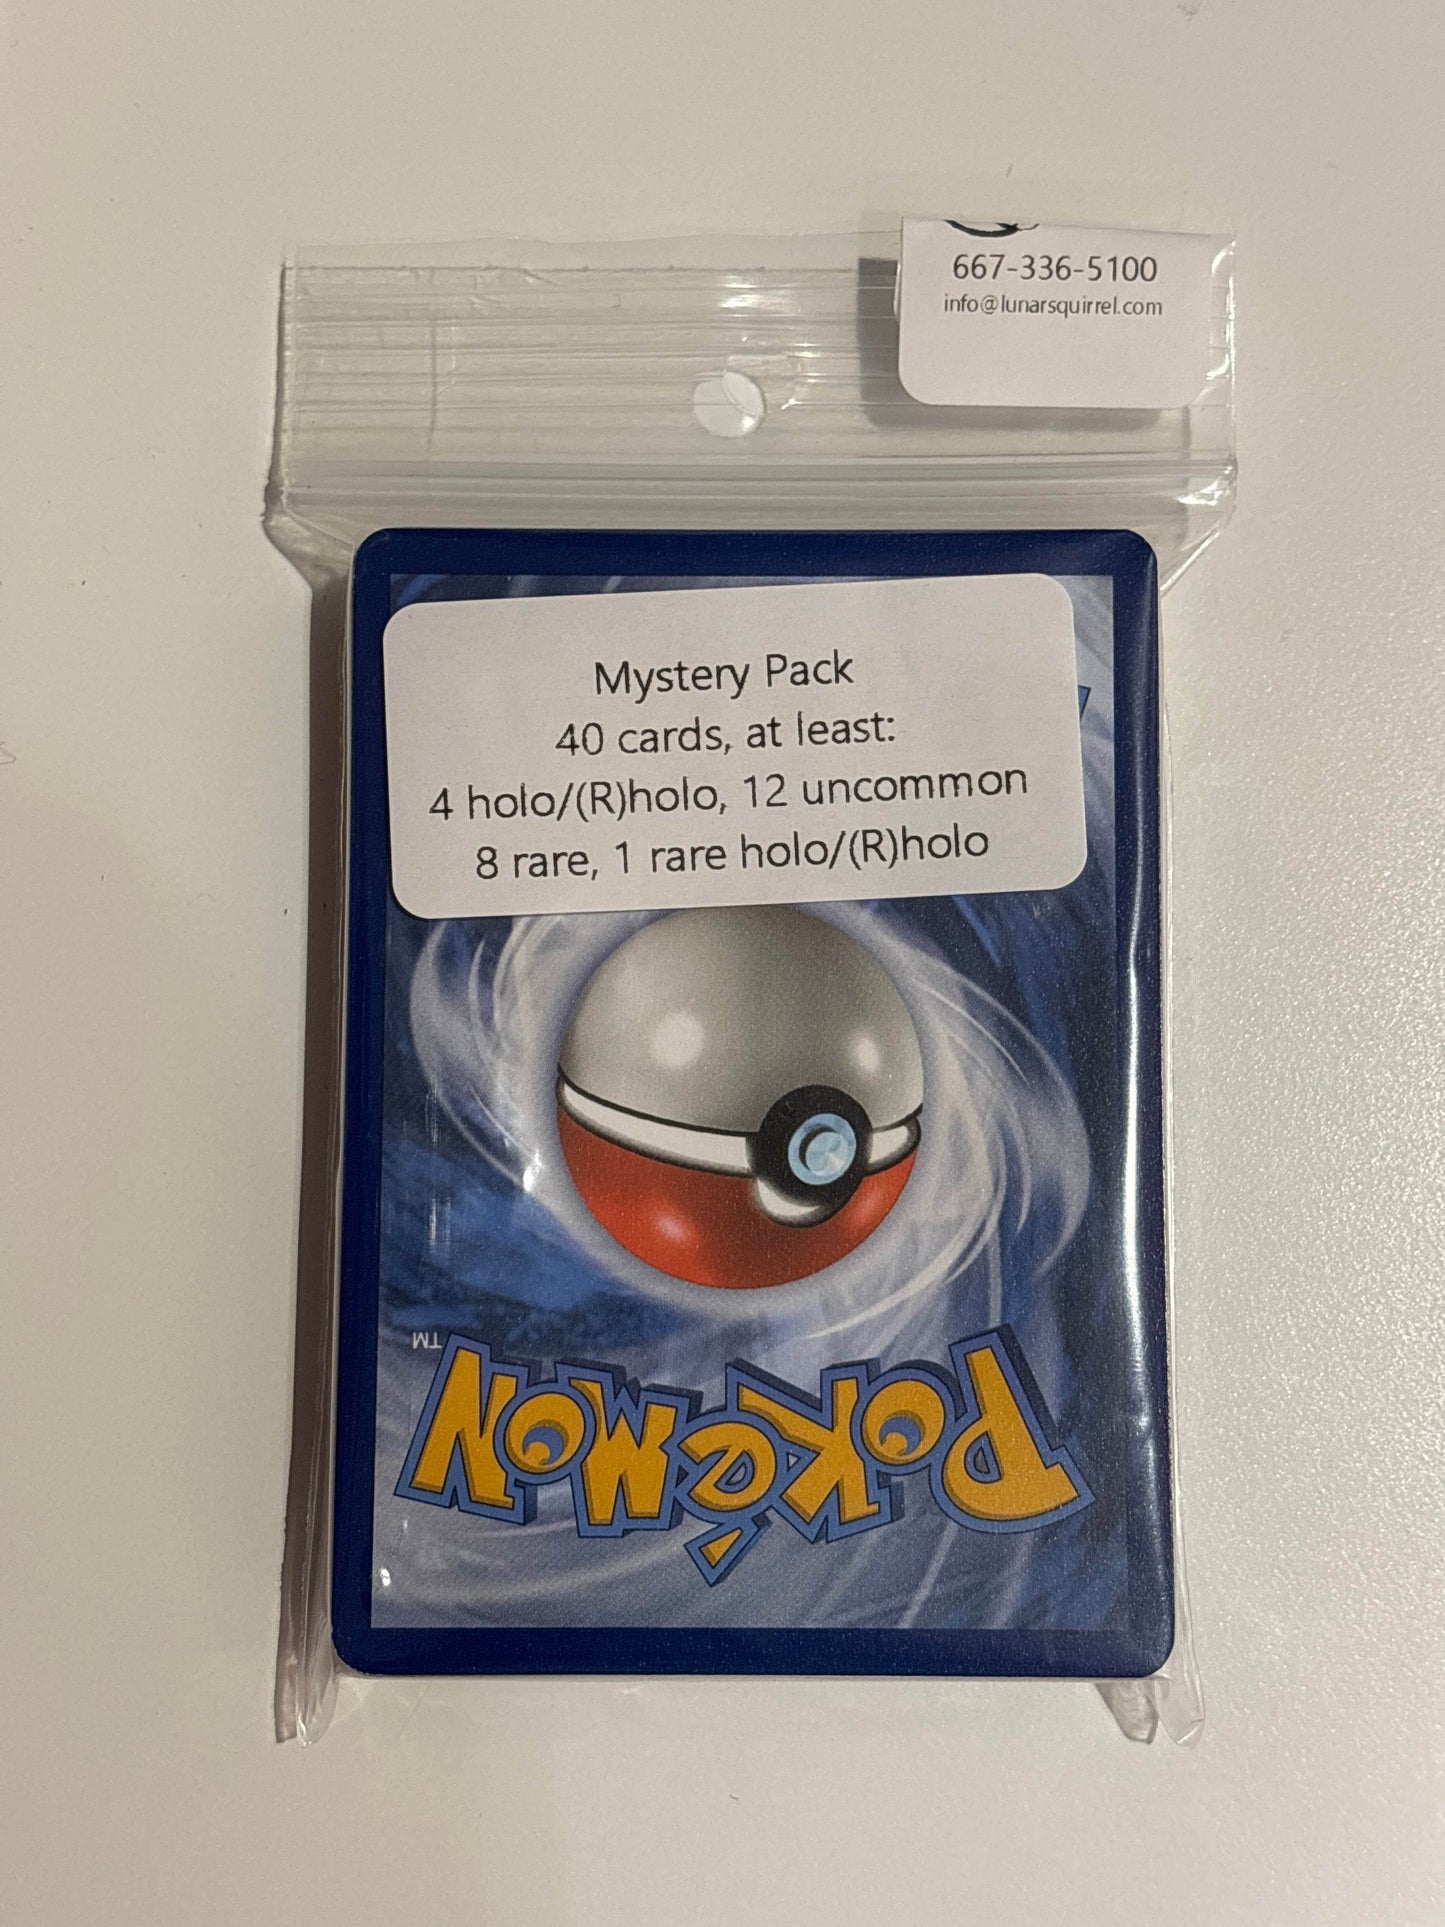 667-336-5100
info@lunarsquirrel.com
Mystery Pack
40 cards, at least:
4 holo/(R)holo, 12 uncommon
8 rare, 1 rare holo/(R)holo
POKéMON TM